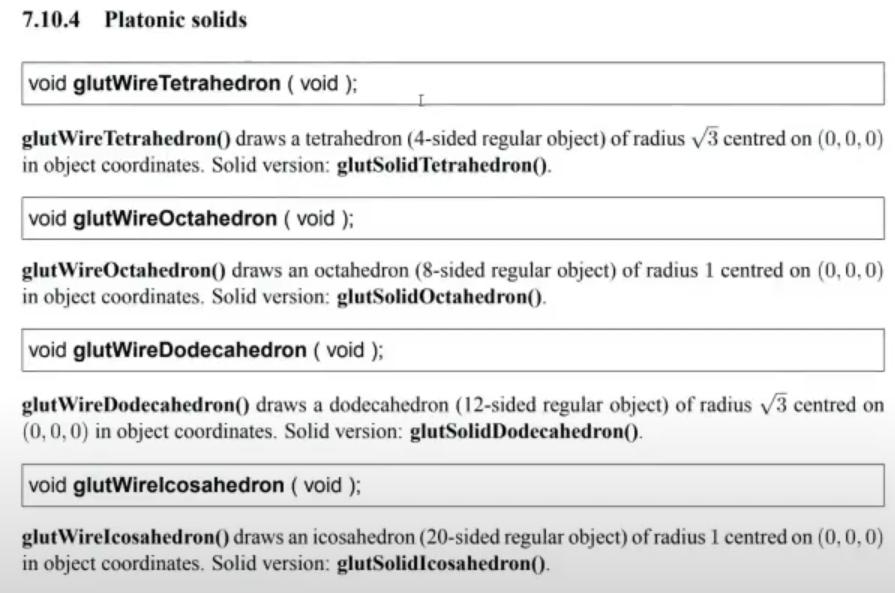 7.10.4 Platonic solids
void glutWireTetrahedron ( void );
glutWireTetrahedron() draws a tetrahedron (4-sided regular object) of radius √3 centred on (0, 0, 0)
in object coordinates. Solid version: glutSolidTetrahedron().
void glutWireOctahedron ( void );
glutWireOctahedron() draws an octahedron (8-sided regular object) of radius 1 centred on (0, 0, 0)
in object coordinates. Solid version: glutSolidOctahedron().
void glutWireDodecahedron ( void );
glutWireDodecahedron() draws a dodecahedron (12-sided regular object) of radius √3 centred on
(0, 0, 0) in object coordinates. Solid version: glutSolidDodecahedron().
void glutWireIcosahedron ( void );
glutWireIcosahedron() draws an icosahedron (20-sided regular object) of radius 1 centred on (0, 0, 0)
in object coordinates. Solid version: glutSolidIcosahedron().